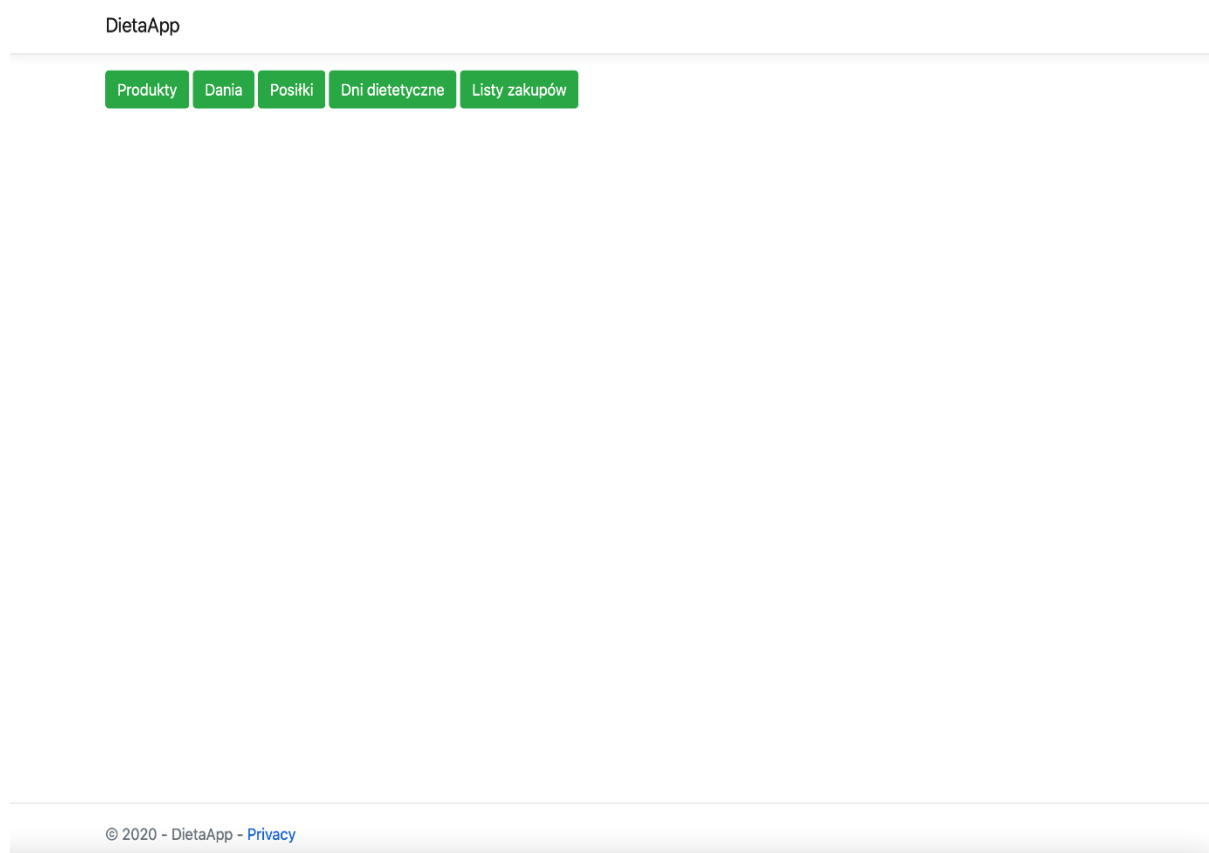 DietaApp
Produkty Dania Posiłki Dni dietetyczne Listy zakupów
© 2020 - DietaApp - Privacy